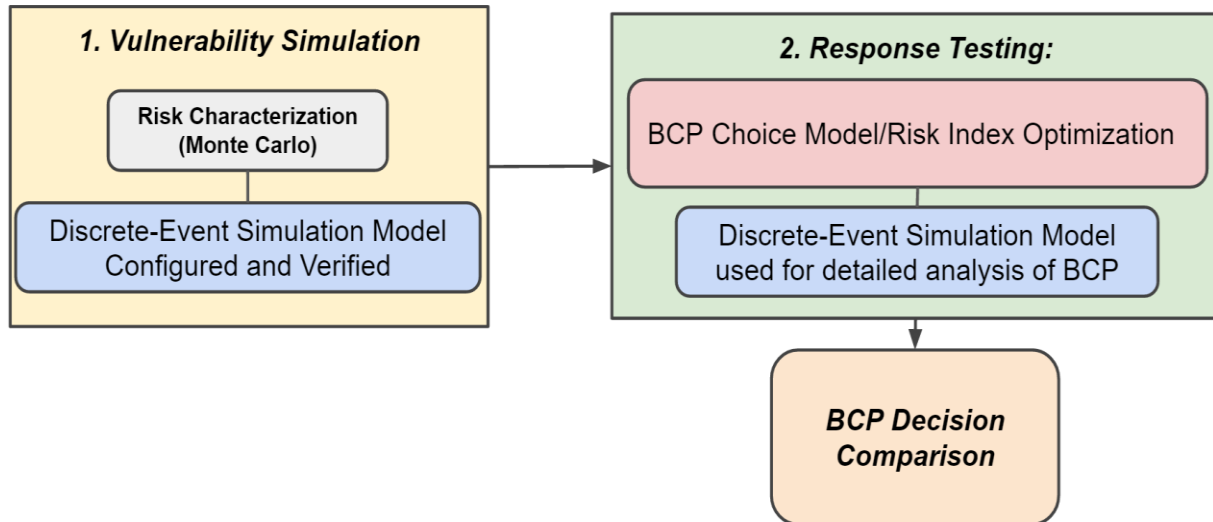 1. Vulnerability Simulation
Risk Characterization
(Monte Carlo)
Discrete-Event Simulation Model
Configured and Verified
2. Response Testing:
BCP Choice Model/Risk Index Optimization
Discrete-Event Simulation Model
used for detailed analysis of BCP
BCP Decision
Comparison